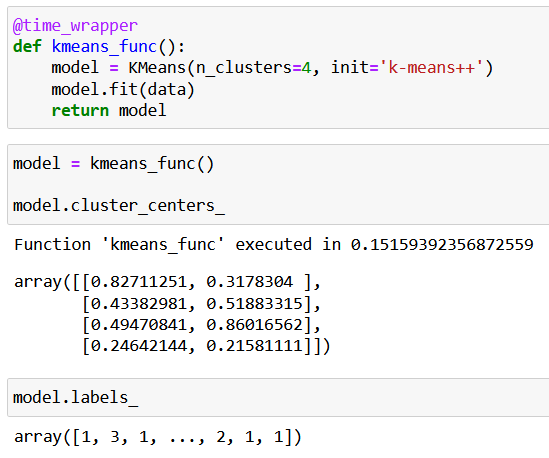 @time_wrapper
def kmeans_func():
    model = KMeans(n_clusters=4, init='k-means++')
    model.fit(data)
    return model
model = kmeans_func()
model.cluster_centers_
Function 'kmeans_func' executed in 0.15159392356872559
array([[0.82711251, 0.3178304 ],
       [0.43382981, 0.51883315],
       [0.49470841, 0.86016562],
       [0.24642144, 0.21581111]])
model.labels_
array([1, 3, 1, ..., 2, 1, 1])